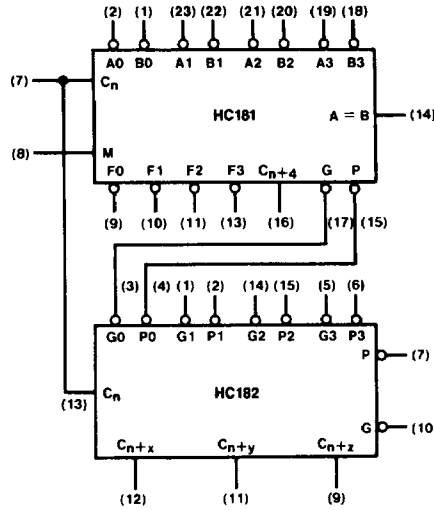 (2) (1) (23) (22) (21) (20) (19) (18)
A0 B0 A1 B1 A2 B2 A3 B3
(7) Cn
HC181 A = B (14)
(8) M
F0 F1 F2 F3 Cn+4 G P
(9) (10) (11) (13) (16) (17) (15)
(3) (4) (1) (2) (14) (15) (5) (6)
G0 P0 G1 P1 G2 P2 G3 P3
P (7)
(13) Cn HC182
G (10
Cn+x Cn+y Cn+z
(12) (11) (9)